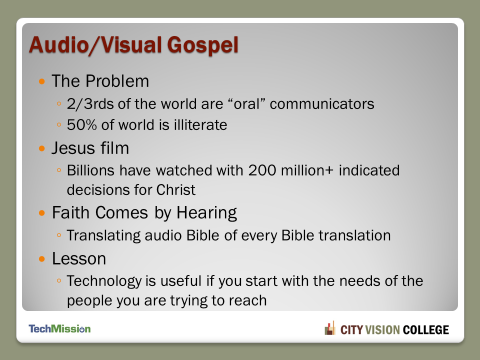 Audio/Visual Gospel
The Problem
2/3rds of the world are “oral” communicators
50% of world is illiterate
Jesus film
Billions have watched with 200 million+ indicated
decisions for Christ
Faith Comes by Hearing
Translating audio Bible of every Bible translation
Lesson
Technology is useful if you start with the needs of the
people you are trying to reach
TechMission
CITY VISION COLLEGE